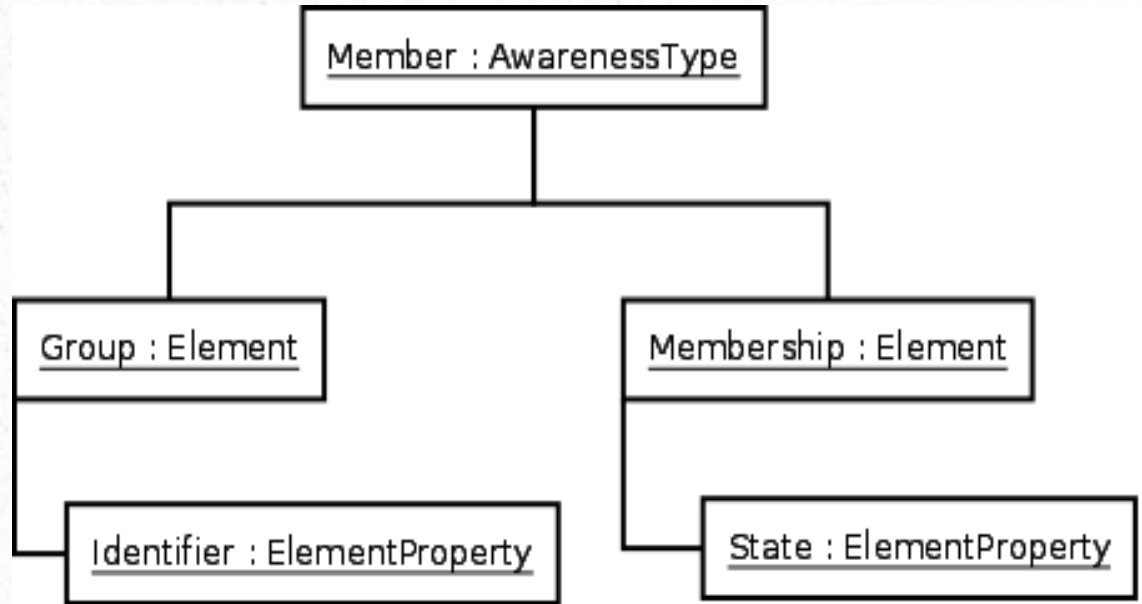 Member : AwarenessType
Group : Element
Membership : Element
Identifier : ElementProperty
State : ElementProperty